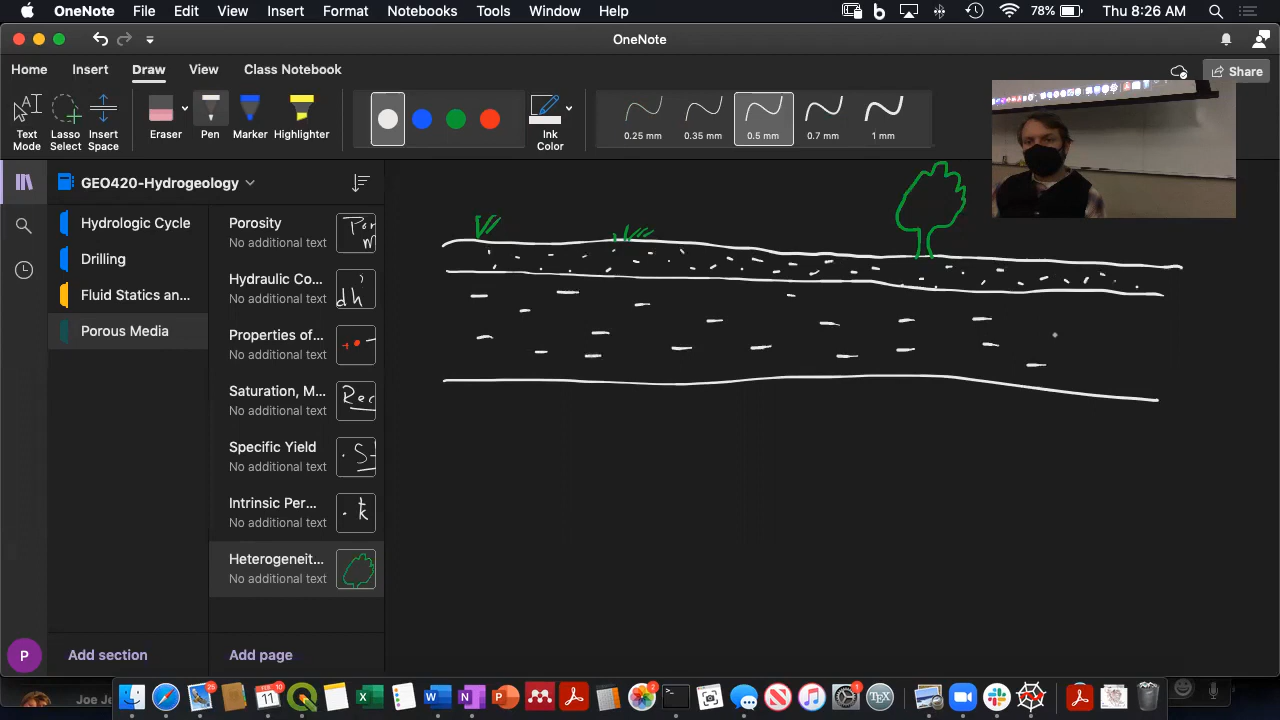 OneNote File Edit View Insert Format Notebooks Tools Window Help 78% Thu 8:26 AM
OneNote
Home Insert Draw View Class Notebook Share
Text Mode
Lasso Select
Insert Space
Eraser
Pen
Marker
Highlighter
Ink Color
0.25 mm
0.35 mm
0.5 mm
0.7 mm
1 mm
GEO420-Hydrogeology
Hydrologic Cycle
Drilling
Fluid Statics an...
Porous Media
Porosity
No additional text
Hydraulic Co...
No additional text
dh
Properties of...
No additional text
Saturation, M...
No additional text
Rec
Specific Yield
No additional text
Intrinsic Per...
No additional text
k
Heterogeneit...
No additional text
P
Add section
Add page
Joe Je